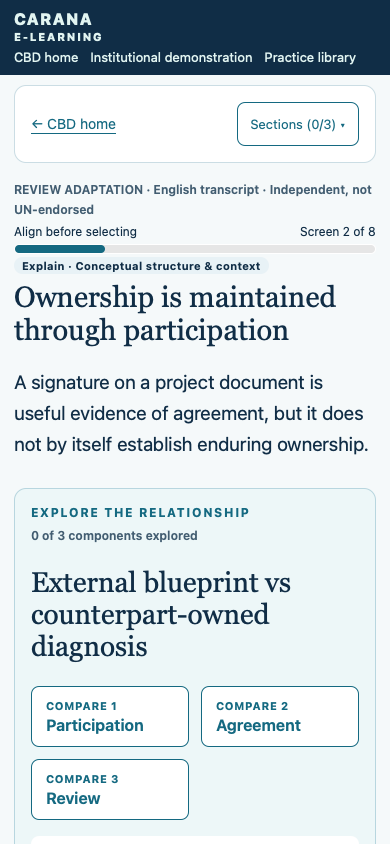 CARANA
E-LEARNING
CBD home Institutional demonstration Practice library
← CBD home
Sections (0/3) ▾
REVIEW ADAPTATION · English transcript · Independent, not
UN-endorsed
Align before selecting
Screen 2 of 8
Explain · Conceptual structure & context
Ownership is maintained
through participation
A signature on a project document is
useful evidence of agreement, but it does
not by itself establish enduring ownership.
EXPLORE THE RELATIONSHIP
0 of 3 components explored
External blueprint vs
counterpart-owned
diagnosis
COMPARE 1
Participation
COMPARE 2
Agreement
COMPARE 3
Review